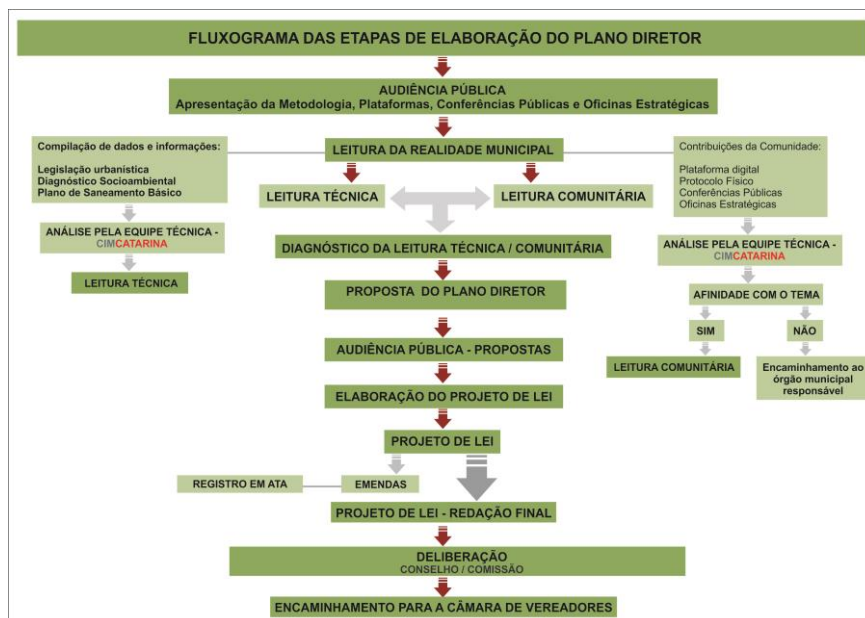 FLUXOGRAMA DAS ETAPAS DE ELABORAÇÃO DO PLANO DIRETOR
AUDIÊNCIA PÚBLICA
Apresentação da Metodologia, Plataformas, Conferências Públicas e Oficinas Estratégicas
Compilação de dados e informações:
Legislação urbanistica
Diagnóstico Socioambiental
Plano de Saneamento Básico
LEITURA DA REALIDADE MUNICIPAL
Contribuições da Comunidade:
Plataforma digital
Protocolo Físico
Conferências Públicas
Oficinas Estratégicas
LEITURA TÉCNICA
LEITURA COMUNITÁRIA
ANÁLISE PELA EQUIPE TÉCNICA -
CIMCATARINA
LEITURA TÉCNICA
DIAGNÓSTICO DA LEITURA TÉCNICA / COMUNITÁRIA
ANÁLISE PELA EQUIPE TÉCNICA -
CIMCATARINA
PROPOSTA DO PLANO DIRETOR
AFINIDADE COM O TEMA
SIM
NÃO
AUDIÊNCIA PÚBLICA - PROPOSTAS
LEITURA COMUNITÁRIA
Encaminhamento ao
órgão municipal
responsável
ELABORAÇÃO DO PROJETO DE LEI
PROJETO DE LEI
REGISTRO EM ATA
EMENDAS
PROJETO DE LEI - REDAÇÃO FINAL
DELIBERAÇÃO
CONSELHO / COMISSÃO
ENCAMINHAMENTO PARA A CÂMARA DE VEREADORES